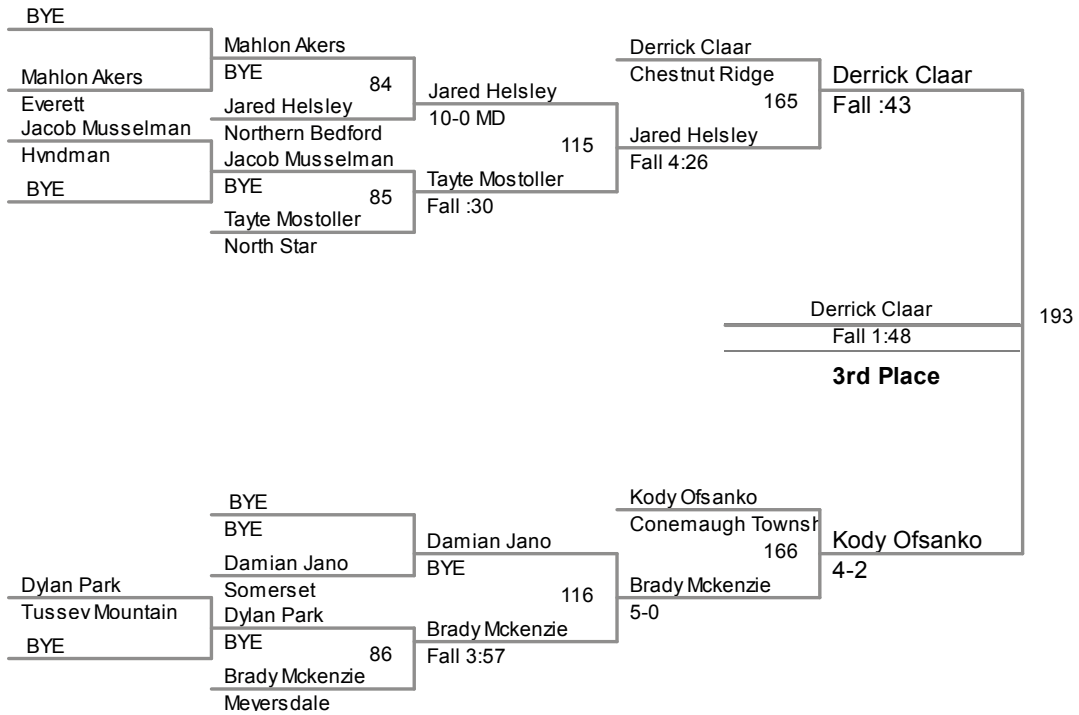 BYE
Mahlon Akers
Everett
Jacob Musselman
Hyndman
BYE
Mahlon Akers
BYE
84
Jared Helsley
Northern Bedford
Jacob Musselman
BYE
85
Tayte Mostoller
North Star
Jared Helsley
10-0 MD
115
Tayte Mostoller
Fall :30
Derrick Claar
Chestnut Ridge
165
Jared Helsley
Fall 4:26
Derrick Claar
Fall :43
Derrick Claar
193
Fall 1:48
3rd Place
BYE
BYE
Damian Jano
Somerset
Dylan Park
Tussey Mountain
BYE
Dylan Park
BYE
86
Brady Mckenzie
Meyersdale
Damian Jano
BYE
116
Brady Mckenzie
Fall 3:57
Kody Ofsanko
Conemaugh Townsh
166
Brady Mckenzie
5-0
Kody Ofsanko
4-2